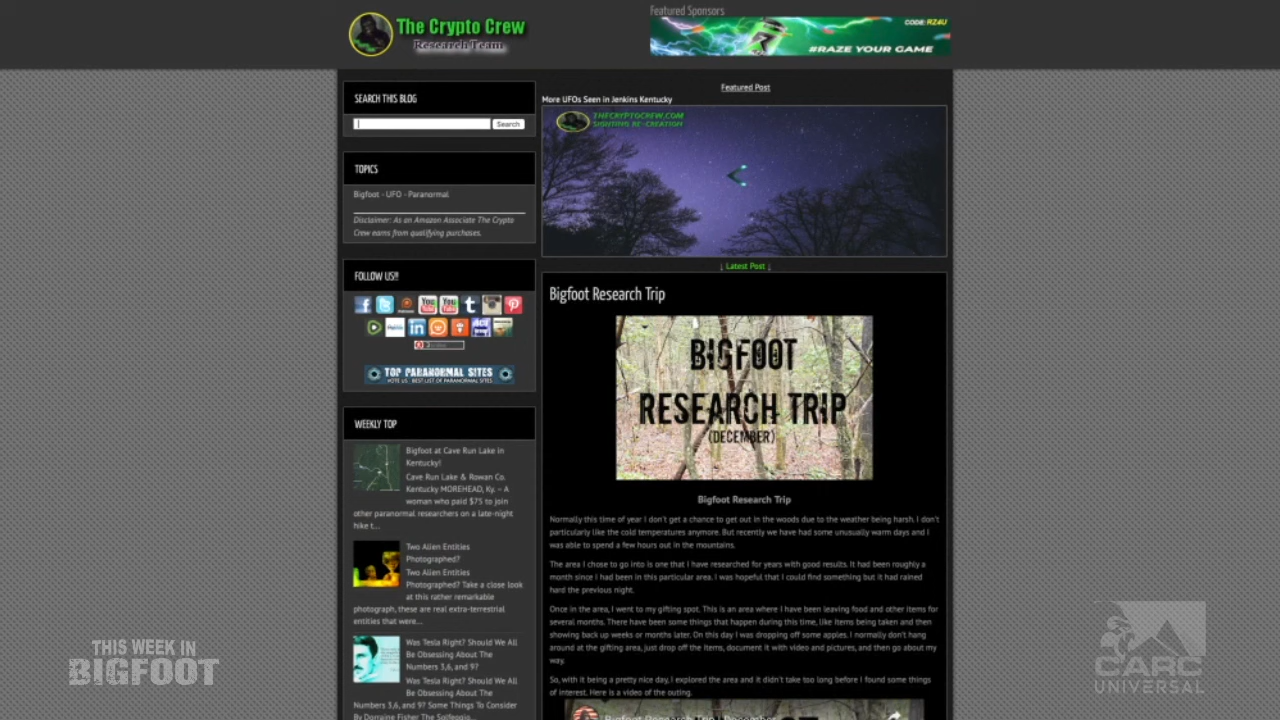 The Crypto Crew
Research Team
Featured Sponsors
CODE: RZ4U
#RAZE YOUR GAME
SEARCH THIS BLOG
Search
TOPICS
Bigfoot - UFO - Paranormal
Disclaimer: As an Amazon Associate The Crypto
Crew earns from qualifying purchases.
FOLLOW US!!
TOP PARANORMAL SITES
VOTE US : BEST LIST OF PARANORMAL SITES
WEEKLY TOP
Bigfoot at Cave Run Lake in
Kentucky!
Cave Run Lake & Rowan Co.
Kentucky MOREHEAD, Ky. – A
woman who paid $75 to join
other paranormal researchers on a late-night
hike t...
Two Alien Entities
Photographed?
Two Alien Entities
Photographed? Take a close look
at this rather remarkable
photograph, these are real extra-terrestrial
entities that were...
Was Tesla Right? Should We All
Be Obsessing About The
Numbers 3,6, and 9?
Was Tesla Right? Should We All
Be Obsessing About The
Numbers 3,6, and 9? Some Things To Consider
Featured Post
More UFOs Seen in Jenkins Kentucky
THECRYPTOCREW.COM
SIGHTING RE-CREATION
↓ Latest Post ↓
Bigfoot Research Trip
BIGFOOT
RESEARCH TRIP
(DECEMBER)
Bigfoot Research Trip
Normally this time of year I don't get a chance to get out in the woods due to the weather being harsh. I don't
particularly like the cold temperatures anymore. But recently we have had some unusually warm days and I
was able to spend a few hours out in the mountains.
The area I chose to go into is one that I have researched for years with good results. It had been roughly a
month since I had been in this particular area. I was hopeful that I could find something but it had rained
hard the previous night.
Once in the area, I went to my gifting spot. This is an area where I have been leaving food and other items for
several months. There have been some things that happen during this time, like items being taken and then
showing back up weeks or months later. On this day I was dropping off some apples. I normally don't hang
around at the gifting area, just drop off the items, document it with video and pictures, and then go about my
way.
So, with it being a pretty nice day, I explored the area and it didn't take too long before I found some things
of interest. Here is a video of the outing.
Bigfoot Research Trip | December
THIS WEEK IN
BIGFOOT
CARC
UNIVERSAL